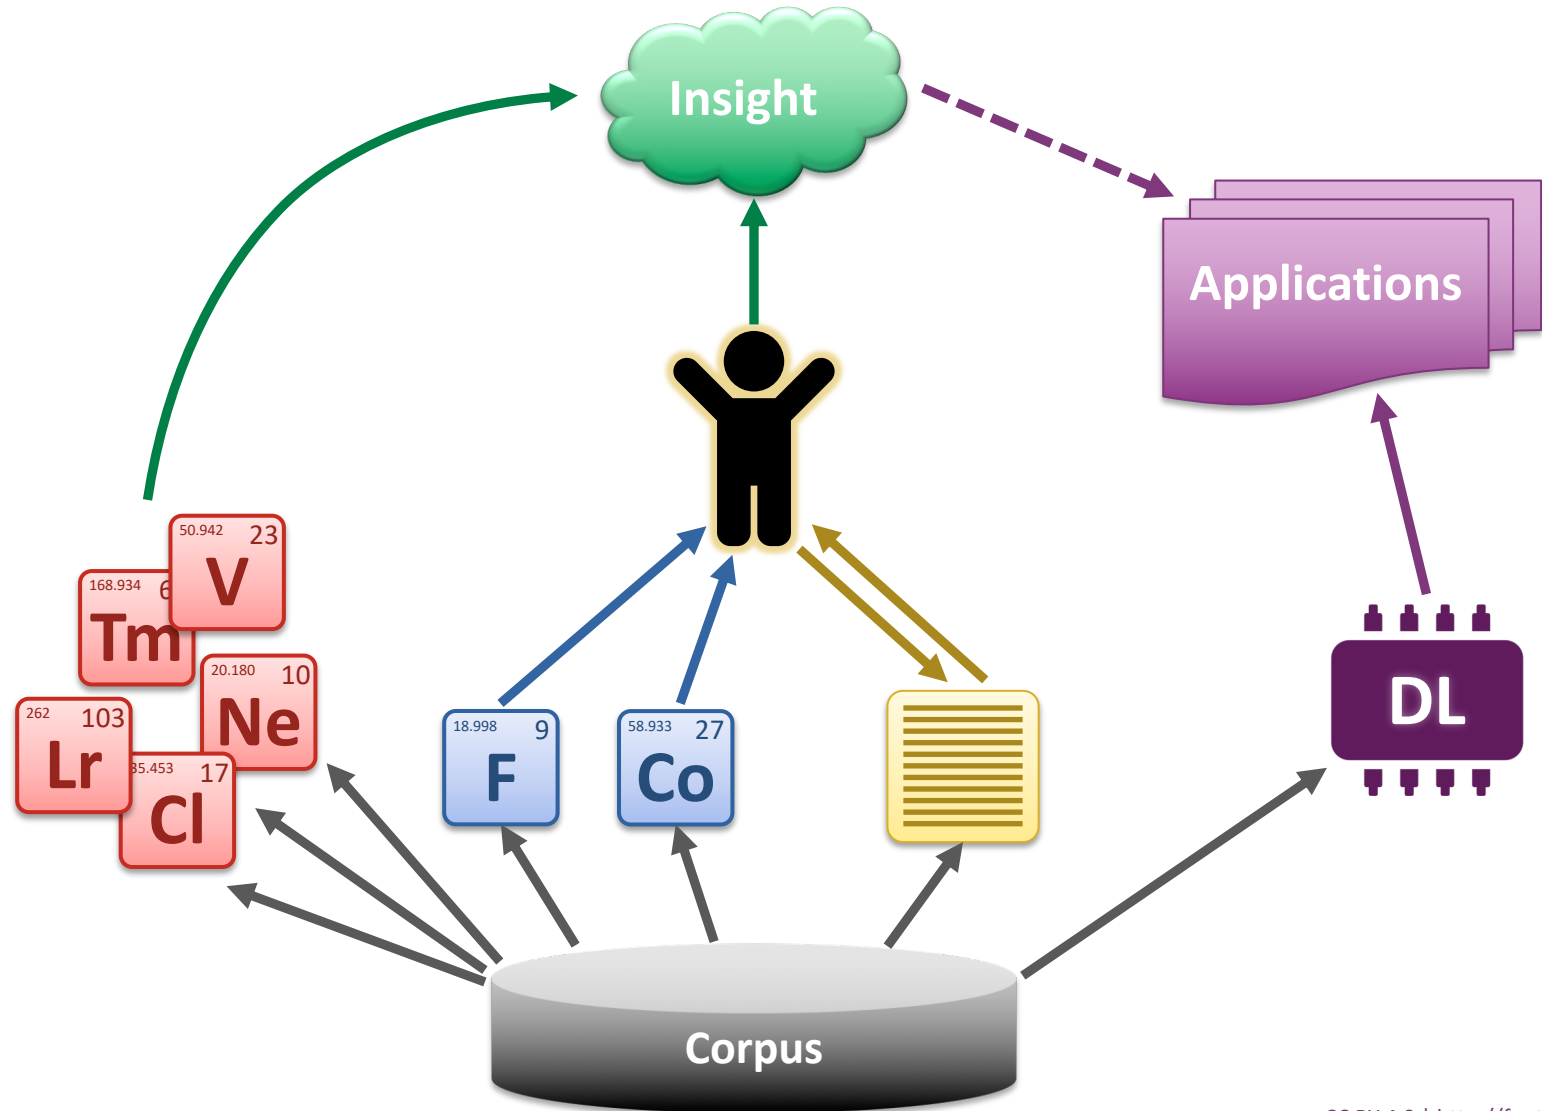 Insight
Applications
50.942 23
V
168.934
Tm
20.180 10
Ne
262 103
Lr
35.453 17
Cl
18.998 9
F
58.933 27
Co
DL
Corpus